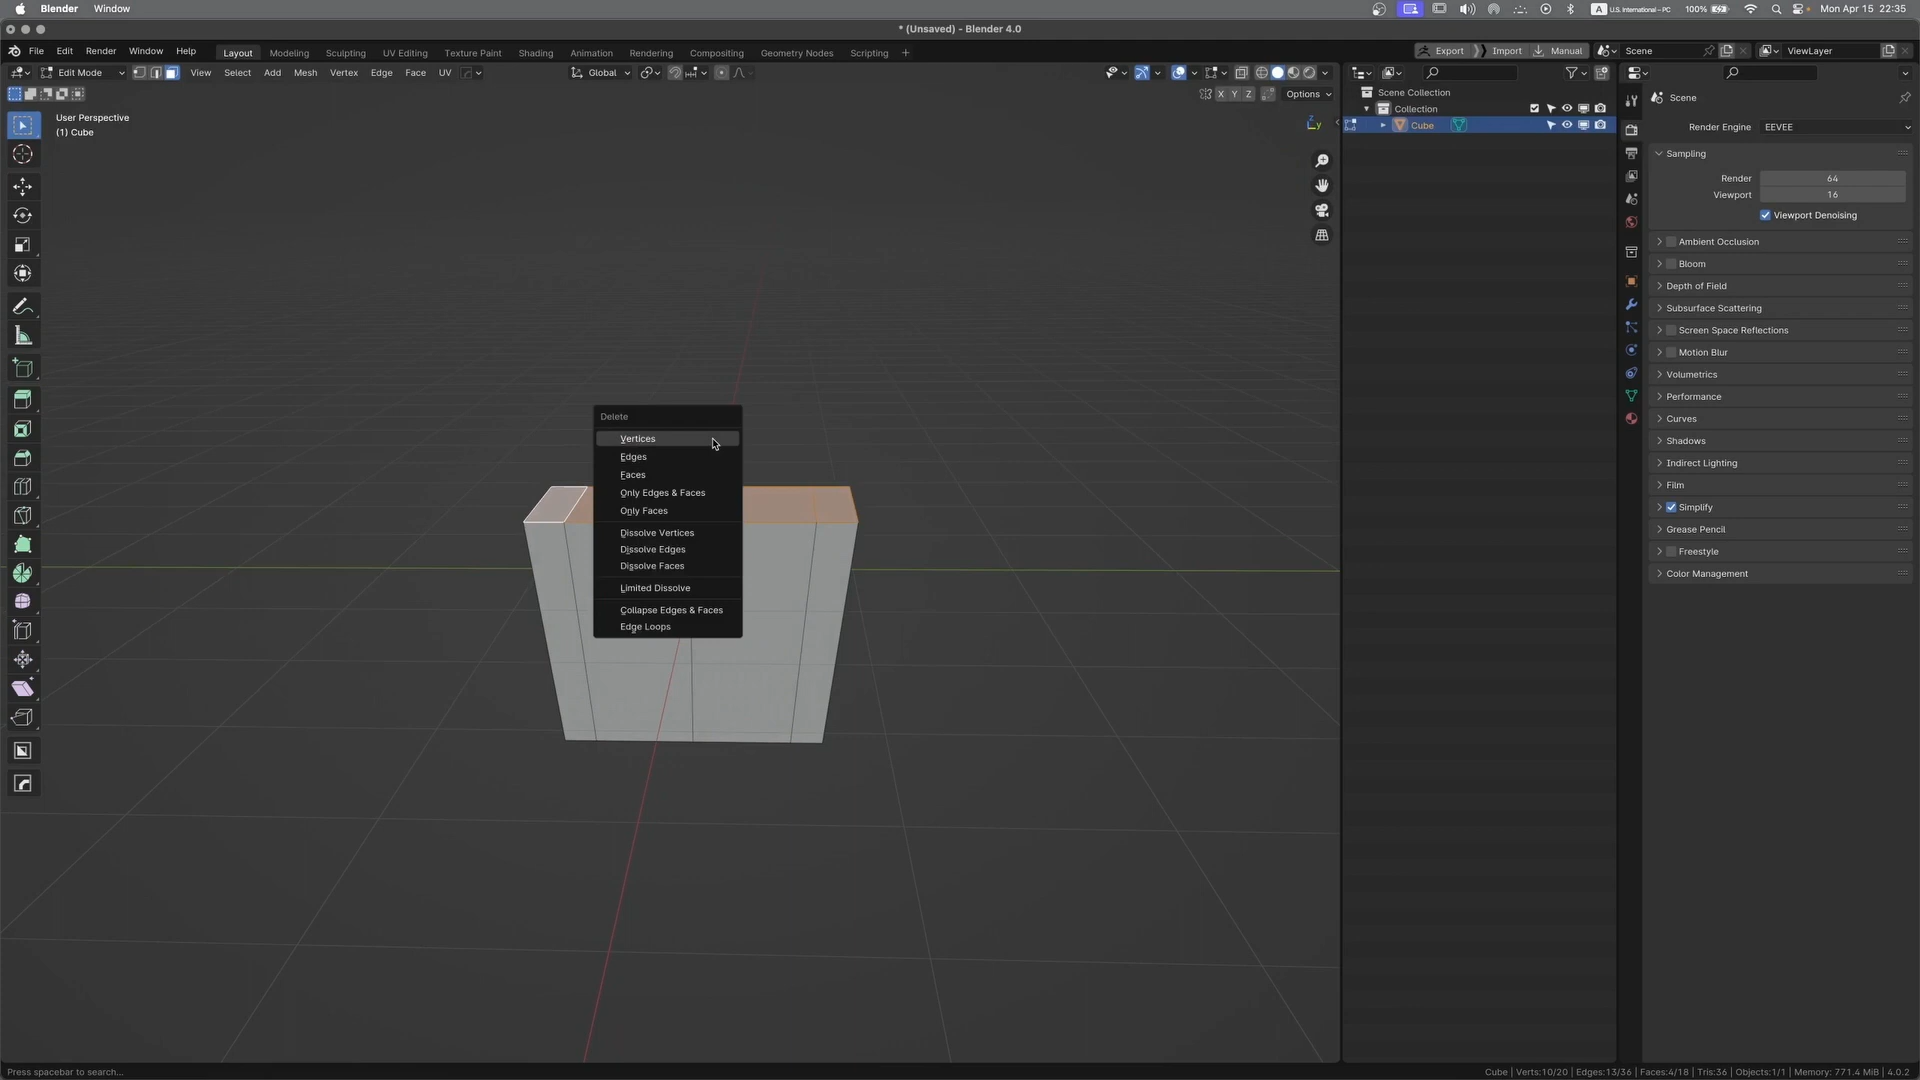 Blender Window
U.S. International – PC 100% Mon Apr 15 22:35
* (Unsaved) - Blender 4.0
File Edit Render Window Help Layout Modeling Sculpting UV Editing Texture Paint Shading Animation Rendering Compositing Geometry Nodes Scripting +
Export Import Manual Scene ViewLayer
Edit Mode View Select Add Mesh Vertex Edge Face UV Global
X Y Z Options
User Perspective
(1) Cube
Z
Y
Delete
Vertices
Edges
Faces
Only Edges & Faces
Only Faces
Dissolve Vertices
Dissolve Edges
Dissolve Faces
Limited Dissolve
Collapse Edges & Faces
Edge Loops
Scene Collection
Collection
Cube
Scene
Render Engine EEVEE
Sampling
Render 64
Viewport 16
Viewport Denoising
Ambient Occlusion
Bloom
Depth of Field
Subsurface Scattering
Screen Space Reflections
Motion Blur
Volumetrics
Performance
Curves
Shadows
Indirect Lighting
Film
Simplify
Grease Pencil
Freestyle
Color Management
Press spacebar to search...
Cube | Verts:10/20 | Edges:13/36 | Faces:4/18 | Tris:36 | Objects:1/1 | Memory: 771.4 MiB | 4.0.2